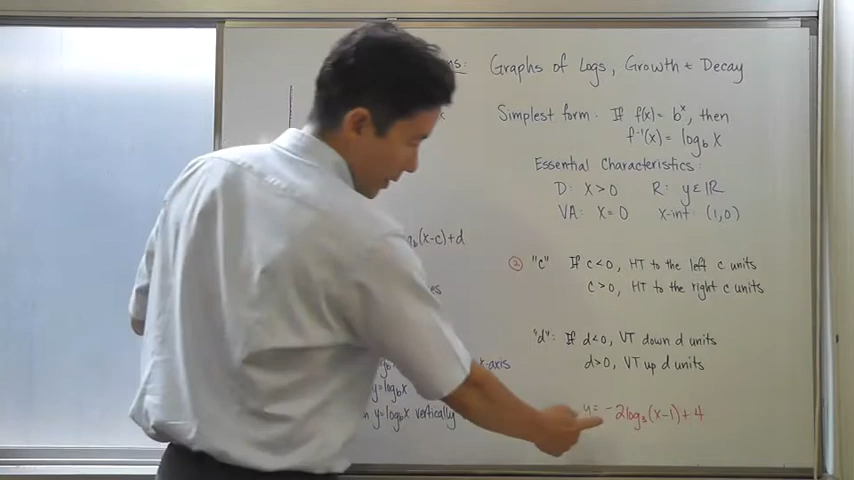 Graphs of Logs, Growth & Decay
Simplest form: If f(x) = bˣ, then
f⁻¹(x) = log_b x
Essential Characteristics:
D: x>0 R: y∈ℝ
VA: x=0 x-int: (1,0)
(x-c)+d
② "c" If c<0, HT to the left c units
c>0, HT to the right c units
"d": If d<0, VT down d units
d>0, VT up d units
x-axis
y=log_b x
y=log_b x vertically
y= -2log₃(x-1)+4